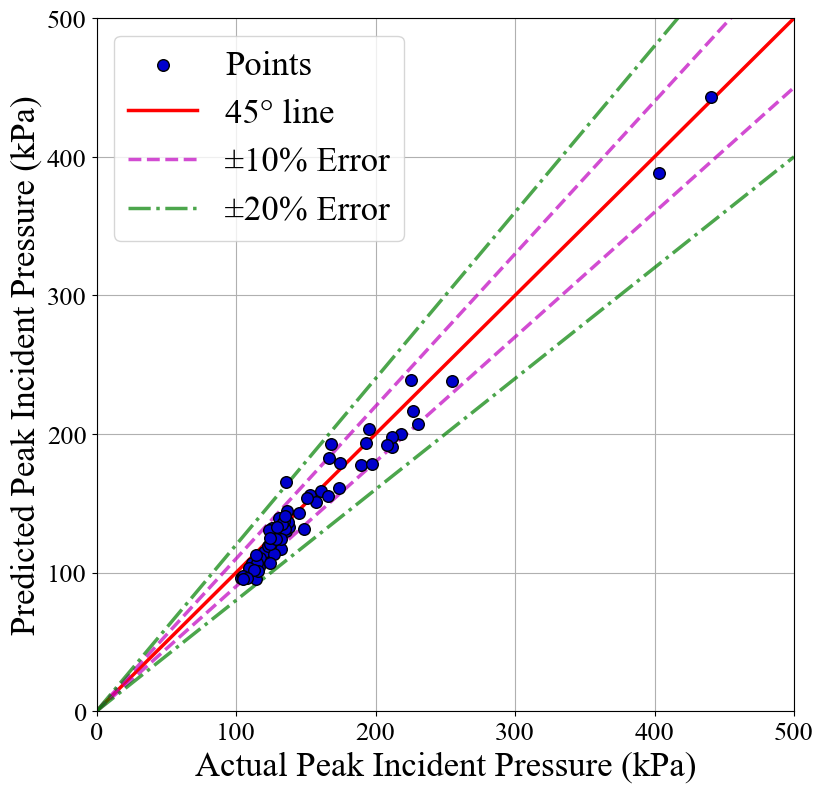 Points
45° line
±10% Error
±20% Error
Predicted Peak Incident Pressure (kPa)
500
400
300
200
100
0
0 100 200 300 400 500
Actual Peak Incident Pressure (kPa)